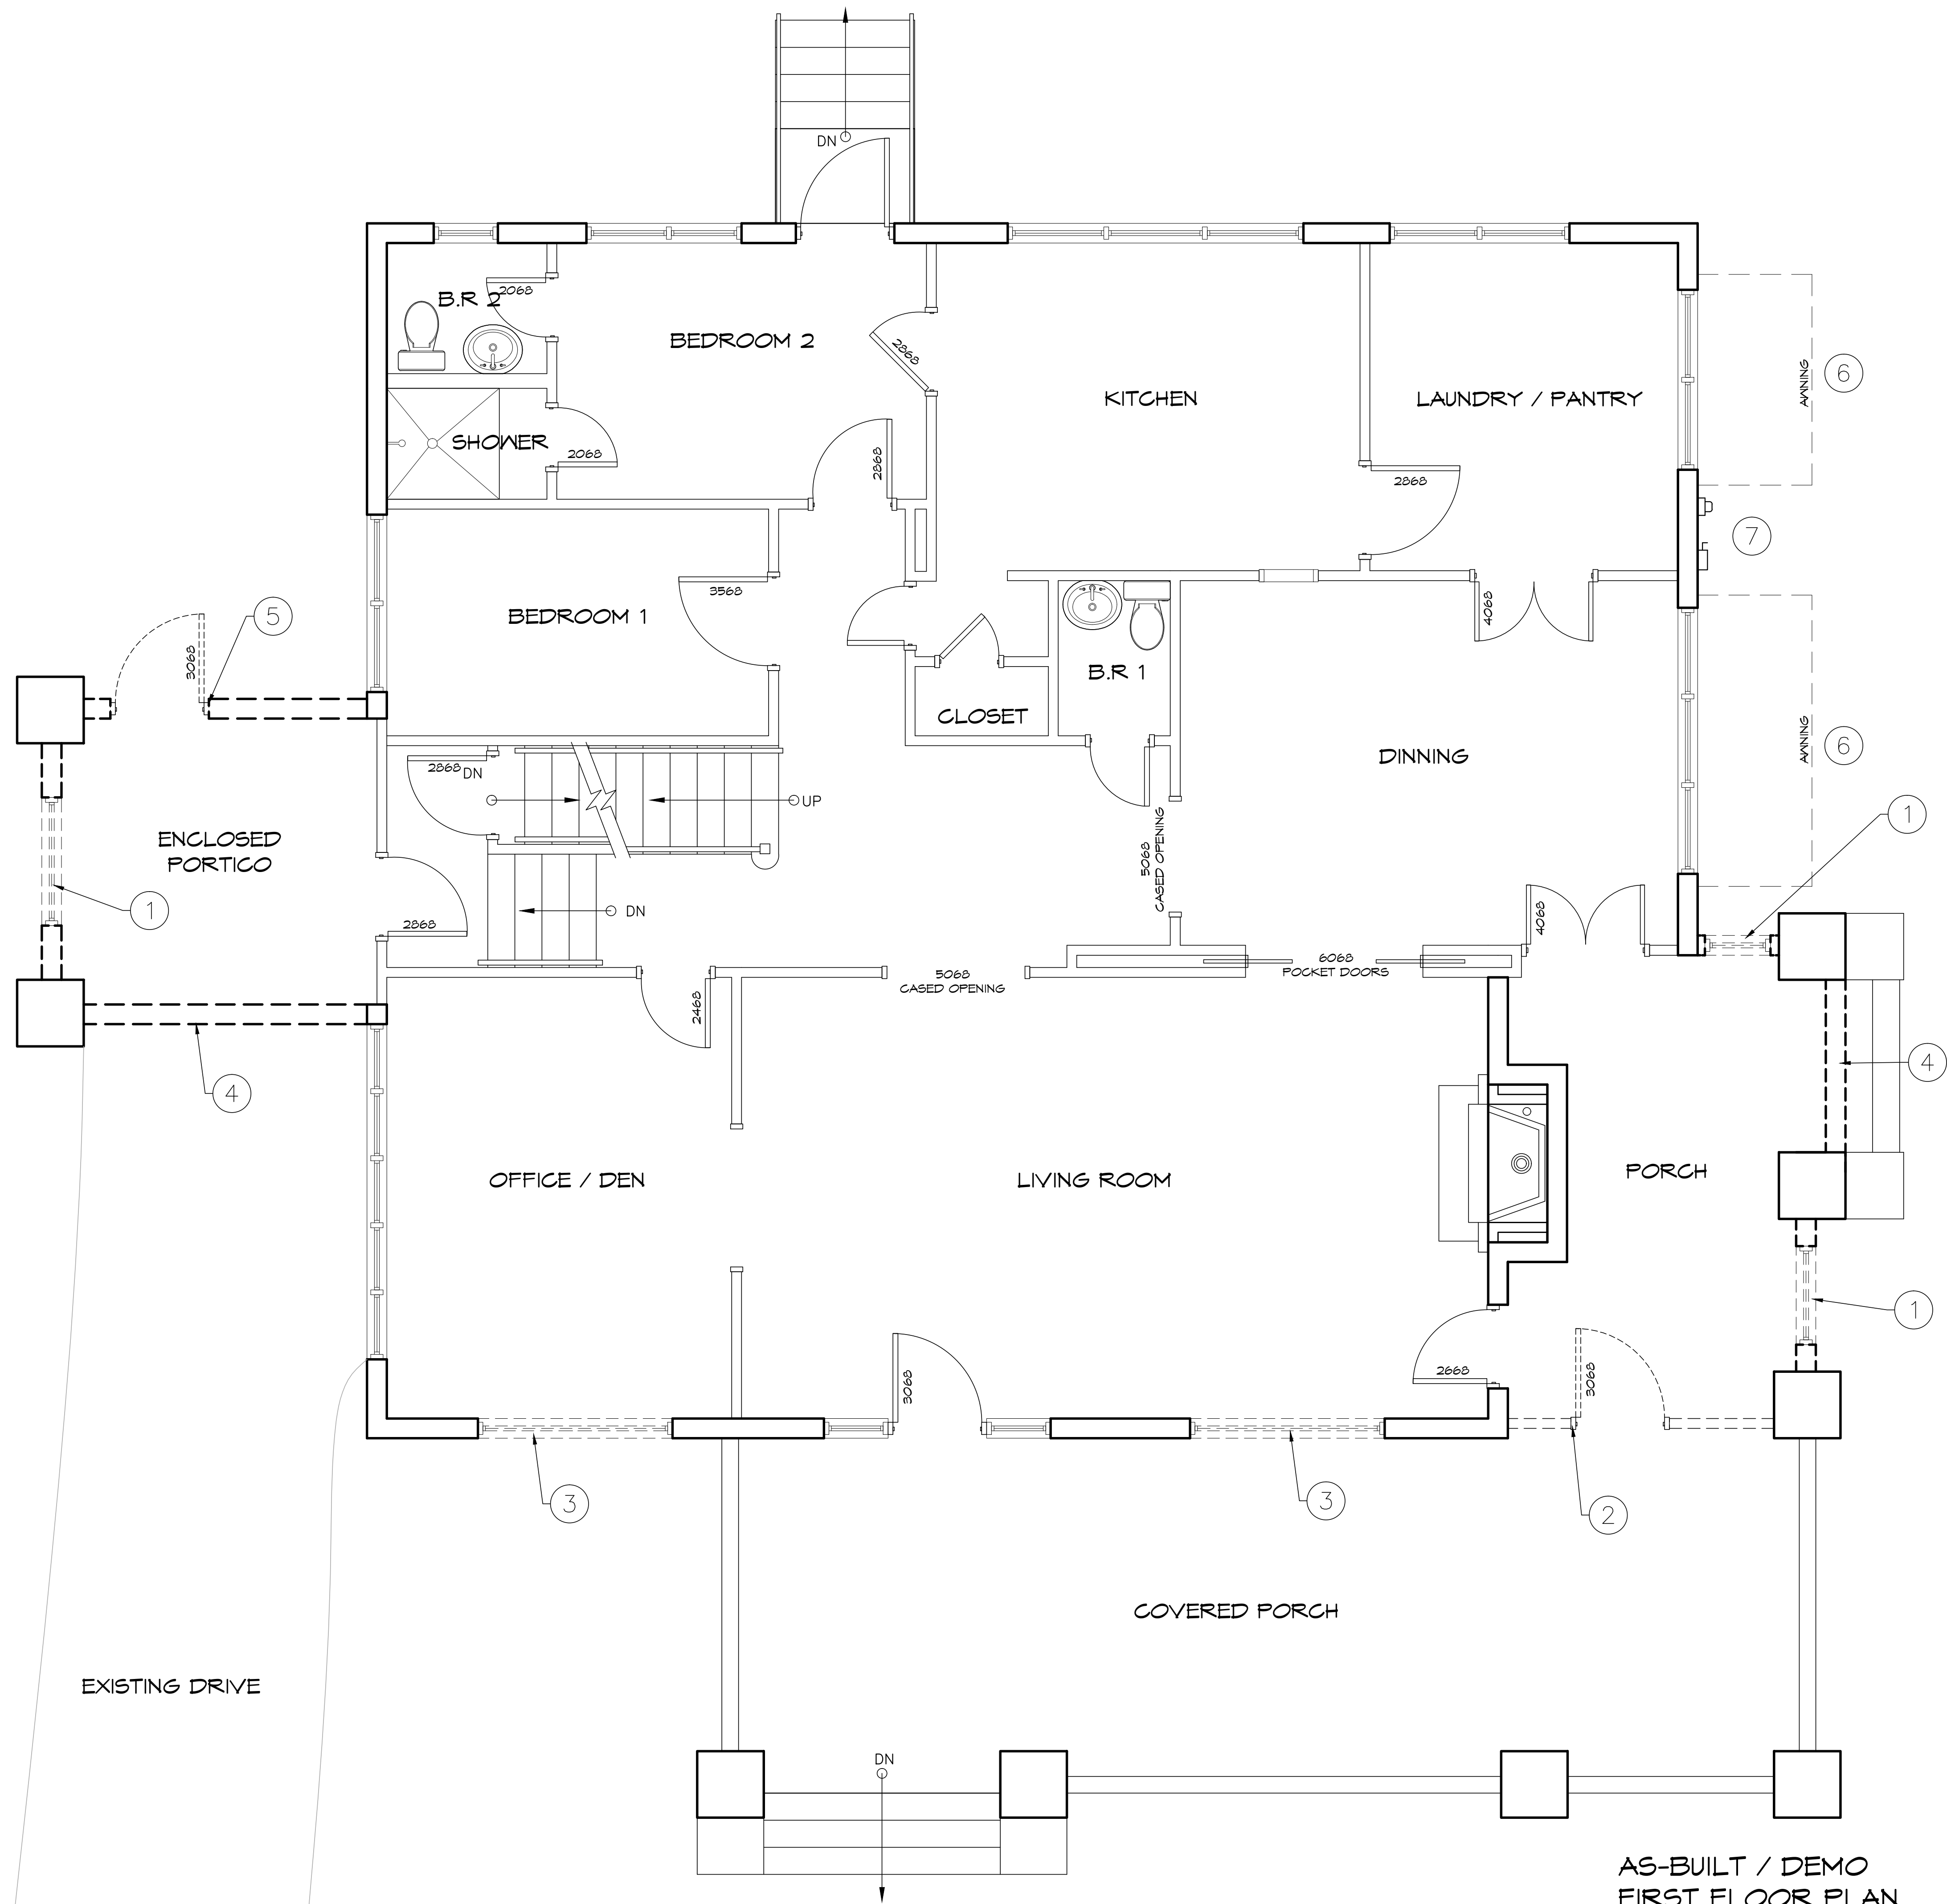 DN
B.R 2
2068
BEDROOM 2
2868
KITCHEN
LAUNDRY / PANTRY
AWNING
6
SHOWER
2068
2868
2868
7
3568
BEDROOM 1
4068
5
3068
B.R 1
CLOSET
AWNING
6
DINNING
2868
DN
UP
1
ENCLOSED
PORTICO
5068
CASED OPENING
1
DN
2868
4068
5068
CASED OPENING
6068
POCKET DOORS
2468
4
4
OFFICE / DEN
LIVING ROOM
PORCH
1
3068
2668
3068
3
3
2
COVERED PORCH
EXISTING DRIVE
DN
AS-BUILT / DEMO
FIRST FLOOR PLAN